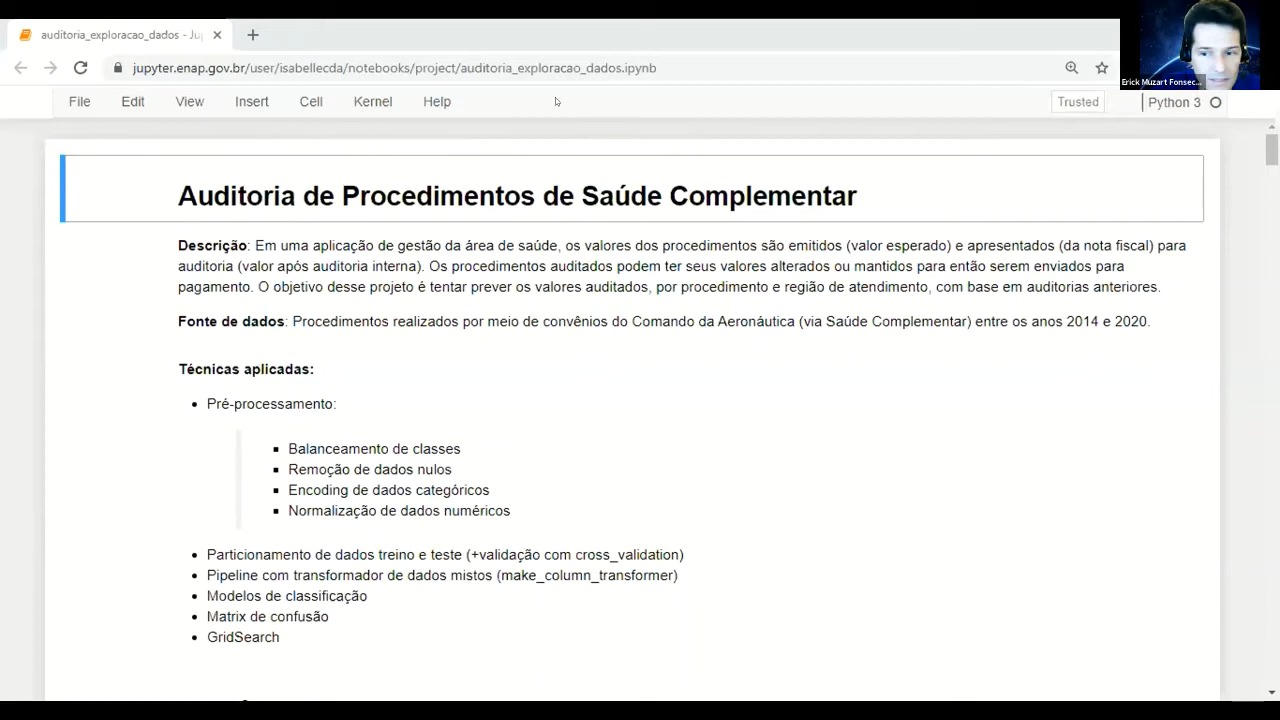 auditoria_exploracao_dados - Ju
jupyter.enap.gov.br/user/isabellecda/notebooks/project/auditoria_exploracao_dados.ipynb
Erick Muzart Fonsec...
File Edit View Insert Cell Kernel Help Trusted Python 3
Auditoria de Procedimentos de Saúde Complementar
Descrição: Em uma aplicação de gestão da área de saúde, os valores dos procedimentos são emitidos (valor esperado) e apresentados (da nota fiscal) para
auditoria (valor após auditoria interna). Os procedimentos auditados podem ter seus valores alterados ou mantidos para então serem enviados para
pagamento. O objetivo desse projeto é tentar prever os valores auditados, por procedimento e região de atendimento, com base em auditorias anteriores.
Fonte de dados: Procedimentos realizados por meio de convênios do Comando da Aeronáutica (via Saúde Complementar) entre os anos 2014 e 2020.
Técnicas aplicadas:
Pré-processamento:
Balanceamento de classes
Remoção de dados nulos
Encoding de dados categóricos
Normalização de dados numéricos
Particionamento de dados treino e teste (+validação com cross_validation)
Pipeline com transformador de dados mistos (make_column_transformer)
Modelos de classificação
Matrix de confusão
GridSearch